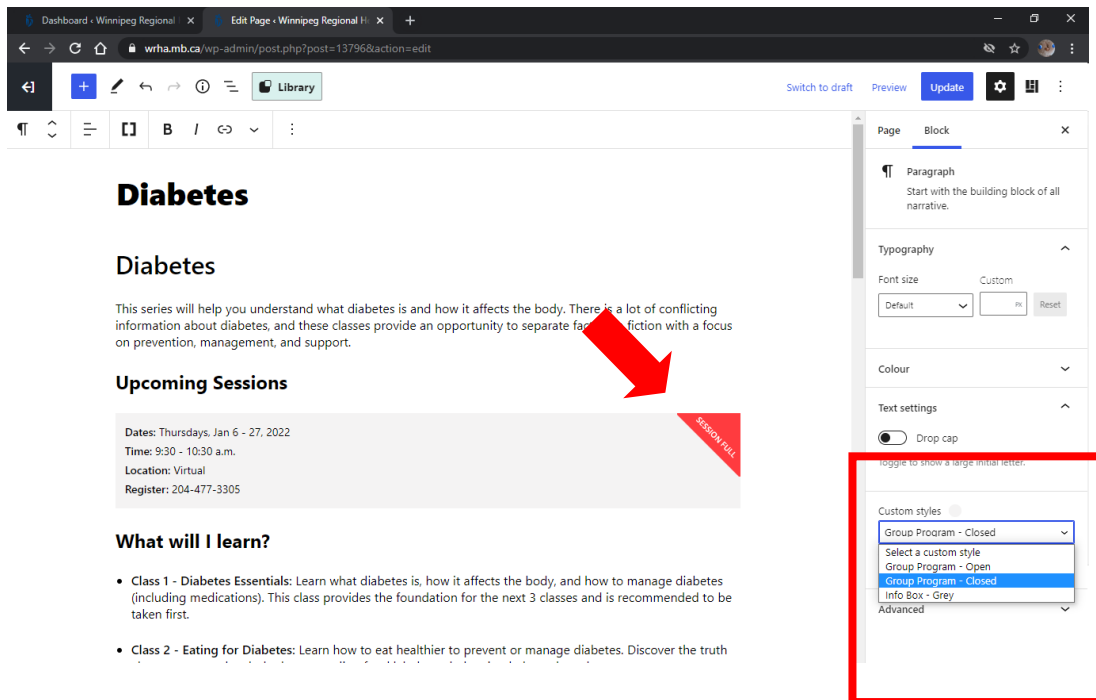 Dashboard ‹ Winnipeg Regional
Edit Page ‹ Winnipeg Regional He
wrha.mb.ca/wp-admin/post.php?post=13796&action=edit
Library
Switch to draft
Preview
Update
B I
Page
Block
Paragraph
Start with the building block of all
narrative.
Typography
Font size
Custom
Default
PX
Reset
Colour
Text settings
Drop cap
Toggle to show a large initial letter.
Custom styles
Group Program - Closed
Select a custom style
Group Program - Open
Group Program - Closed
Info Box - Grey
Advanced
Diabetes
Diabetes
This series will help you understand what diabetes is and how it affects the body. There is a lot of conflicting
information about diabetes, and these classes provide an opportunity to separate fiction with a focus
on prevention, management, and support.
Upcoming Sessions
Dates: Thursdays, Jan 6 - 27, 2022
SESSION FULL
Time: 9:30 - 10:30 a.m.
Location: Virtual
Register: 204-477-3305
What will I learn?
• Class 1 - Diabetes Essentials: Learn what diabetes is, how it affects the body, and how to manage diabetes
(including medications). This class provides the foundation for the next 3 classes and is recommended to be
taken first.
• Class 2 - Eating for Diabetes: Learn how to eat healthier to prevent or manage diabetes. Discover the truth